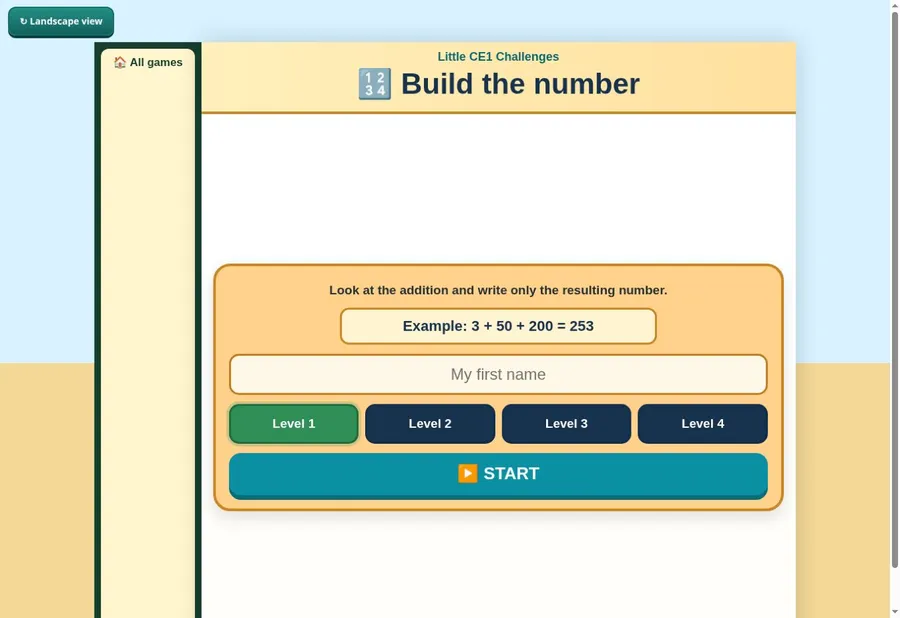 ↻ Landscape view
🏠 All games
Little CE1 Challenges
🔢 Build the number
Look at the addition and write only the resulting number.
Example: 3 + 50 + 200 = 253
My first name
Level 1
Level 2
Level 3
Level 4
▶️ START